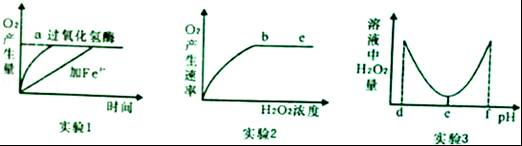 O₂
产
生
量
a 过氧化氢酶
加Fe³⁺
时间
实验1
O₂
产
生
速
率
b c
H₂O₂浓度
实验2
溶
液
中
H₂O₂
量
d e f pH
实验3